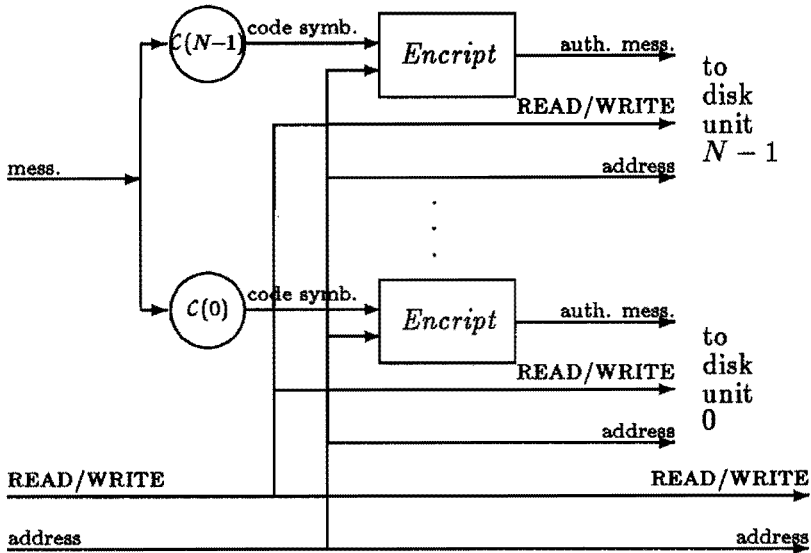 C(N−1)
code symb.
Encript
auth. mess.
to
disk
unit
N − 1
READ/WRITE
mess.
address
C(0)
code symb.
Encript
auth. mess.
to
disk
unit
0
READ/WRITE
address
READ/WRITE
READ/WRITE
address
address